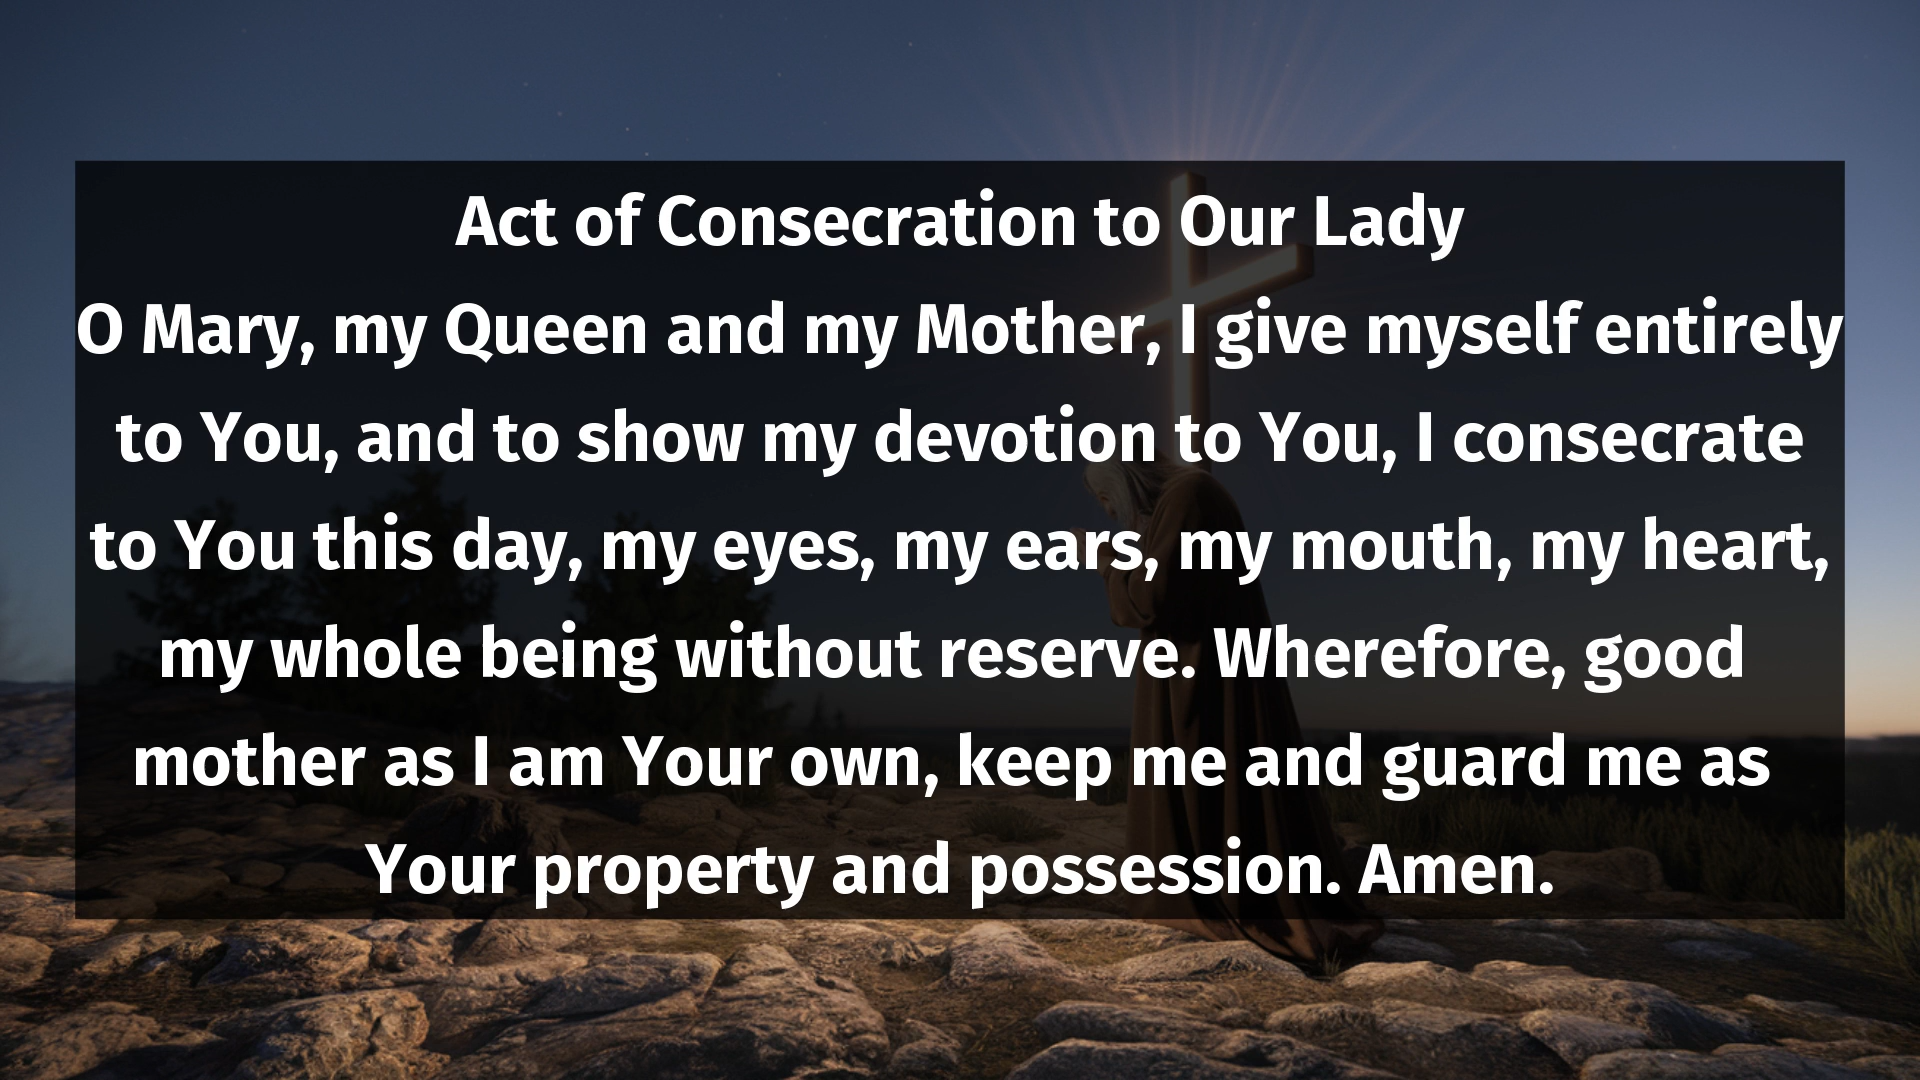 Act of Consecration to Our Lady
O Mary, my Queen and my Mother, I give myself entirely
to You, and to show my devotion to You, I consecrate
to You this day, my eyes, my ears, my mouth, my heart,
my whole being without reserve. Wherefore, good
mother as I am Your own, keep me and guard me as
Your property and possession. Amen.